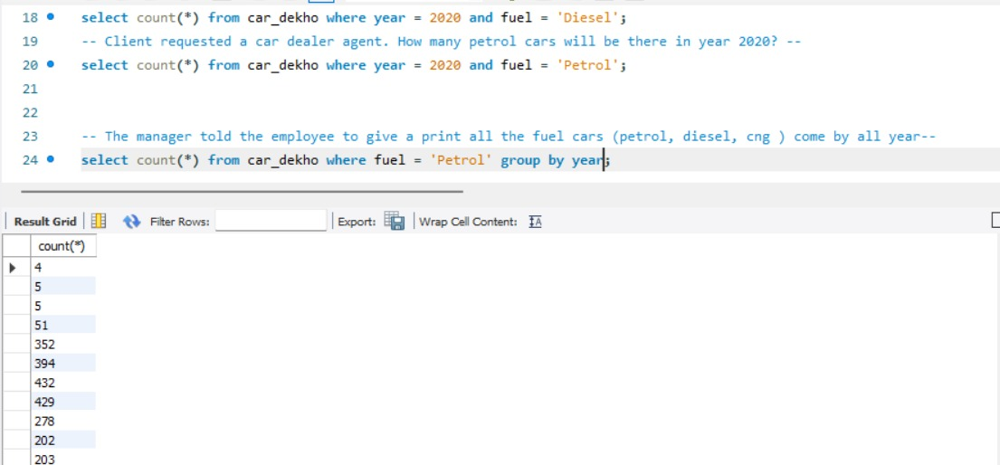 18 select count(*) from car_dekho where year = 2020 and fuel = 'Diesel';
19 -- Client requested a car dealer agent. How many petrol cars will be there in year 2020? --
20 select count(*) from car_dekho where year = 2020 and fuel = 'Petrol';
21
22
23 -- The manager told the employee to give a print all the fuel cars (petrol, diesel, cng ) come by all year--
24 select count(*) from car_dekho where fuel = 'Petrol' group by year;
Result Grid Filter Rows: Export: Wrap Cell Content: IA
count(*)
4
5
5
51
352
394
432
429
278
202
203